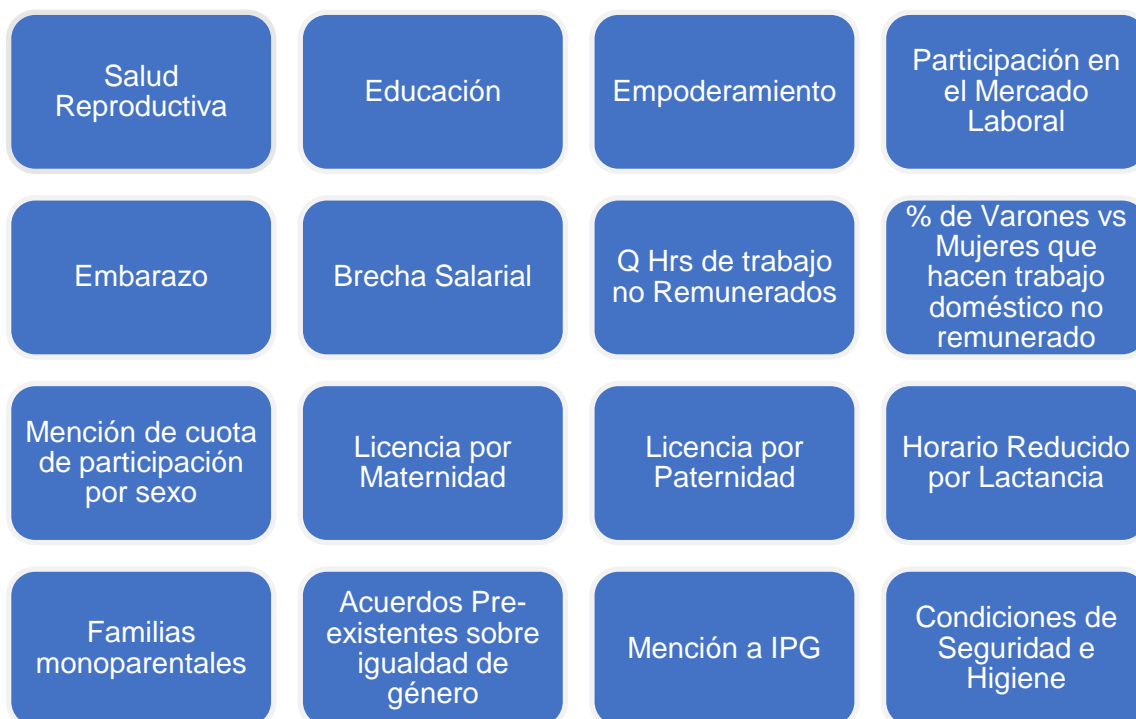 Salud
Reproductiva
Educación
Empoderamiento
Participación en
el Mercado
Laboral
Embarazo
Brecha Salarial
Q Hrs de trabajo
no Remunerados
% de Varones vs
Mujeres que
hacen trabajo
doméstico no
remunerado
Mención de cuota
de participación
por sexo
Licencia por
Maternidad
Licencia por
Paternidad
Horario Reducido
por Lactancia
Familias
monoparentales
Acuerdos Pre-
existentes sobre
igualdad de
género
Mención a IPG
Condiciones de
Seguridad e
Higiene